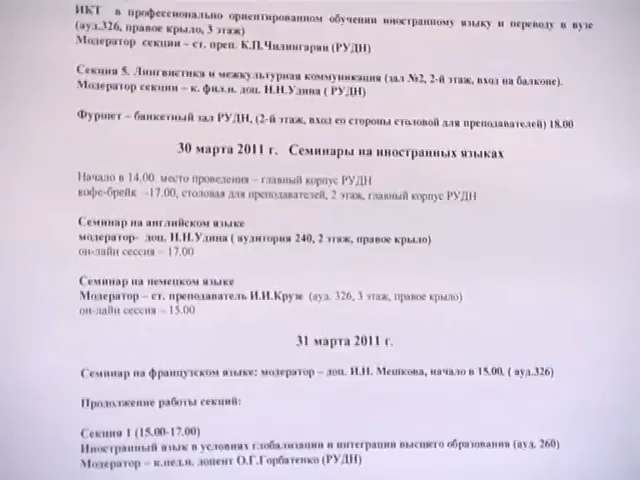 ИКТ в профессионально ориентированном обучении иностранному языку и переводу в вузе
(ауд.326, правое крыло, 3 этаж)
Модератор секции – ст. преп. К.П.Чилингарян (РУДН)
Секция 5. Лингвистика и межкультурная коммуникация (зал №2, 2-й этаж, вход на балконе).
Модератор секции – к. фил.н. доц. Н.Н.Удина ( РУДН)
Фуршет – банкетный зал РУДН, (2-й этаж, вход со стороны столовой для преподавателей) 18.00
30 марта 2011 г. Семинары на иностранных языках
Начало в 14.00 место проведения – главный корпус РУДН
кофе-брейк –17.00, столовая для преподавателей, 2 этаж, главный корпус РУДН
Семинар на английском языке
модератор- доц. Н.Н.Удина ( аудитория 240, 2 этаж, правое крыло)
он-лайн сессия – 17.00
Семинар на немецком языке
Модератор – ст. преподаватель И.И.Крузе (ауд. 326, 3 этаж, правое крыло)
он-лайн сессия – 15.00
31 марта 2011 г.
Семинар на французском языке: модератор – доц. И.Н. Мешкова, начало в 15.00. ( ауд.326)
Продолжение работы секций:
Секция 1 (15.00-17.00)
Иностранный язык в условиях глобализации и интеграции высшего образования (ауд. 260)
Модератор – к.пед.н. доцент О.Г.Горбатенко (РУДН)